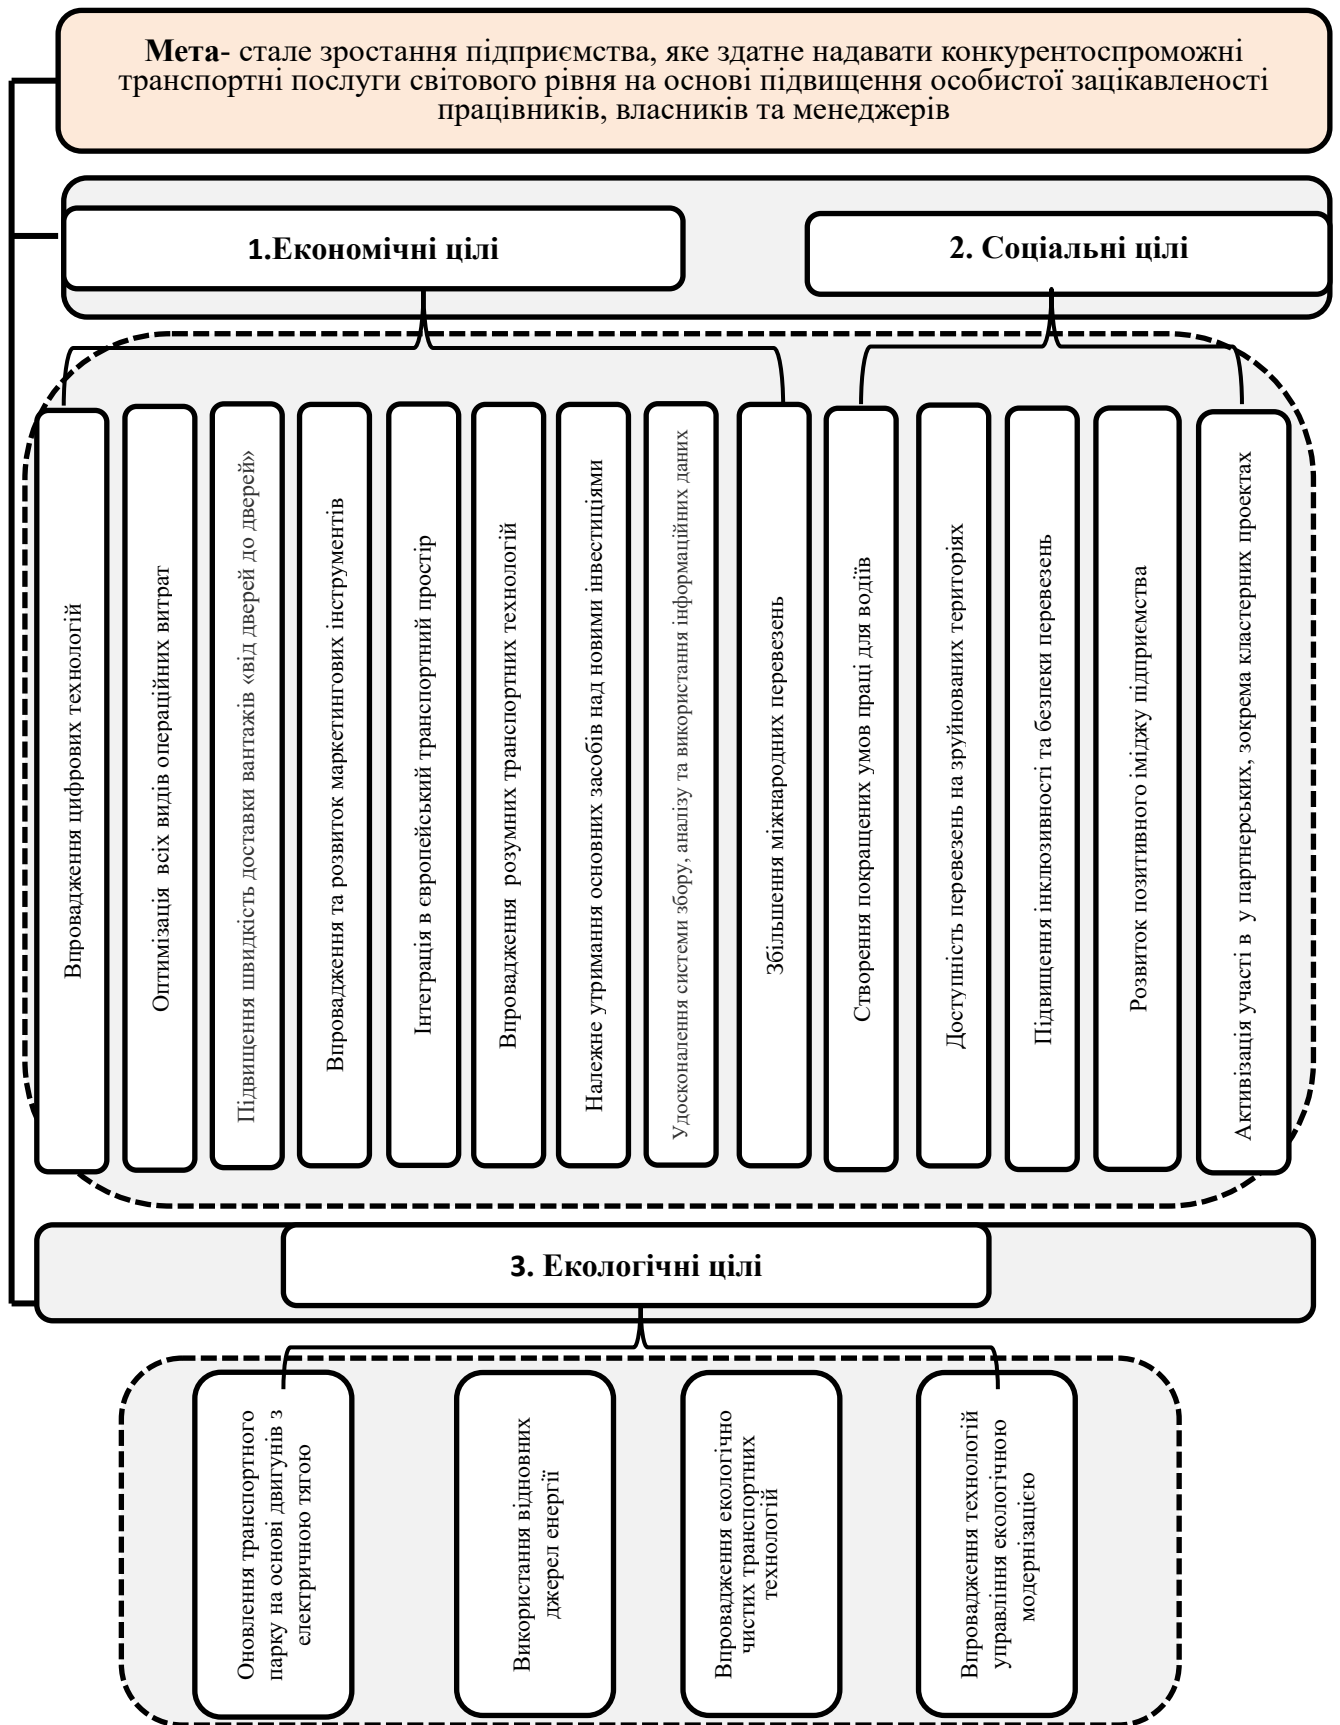 Мета- стале зростання підприємства, яке здатне надавати конкурентоспроможні
транспортні послуги світового рівня на основі підвищення особистої зацікавленості
працівників, власників та менеджерів
1.Економічні цілі
2. Соціальні цілі
Впровадження цифрових технологій
Оптимізація всіх видів операційних витрат
Підвищення швидкість доставки вантажів «від дверей до дверей»
Впровадження та розвиток маркетингових інструментів
Інтеграція в європейський транспортний простір
Впровадження розумних транспортних технологій
Належне утримання основних засобів над новими інвестиціями
Удосконалення системи збору, аналізу та використання інформаційних даних
Збільшення міжнародних перевезень
Створення покращених умов праці для водіїв
Доступність перевезень на зруйнованих територіях
Підвищення інклюзивності та безпеки перевезень
Розвиток позитивного іміджу підприємства
Активізація участі в у партнерських, зокрема кластерних проектах
3. Екологічні цілі
Оновлення транспортного
парку на основі двигунів з
електричною тягою
Використання відновних
джерел енергії
Впровадження екологічно
чистих транспортних
технологій
Впровадження технологій
управління екологічною
модернізацією